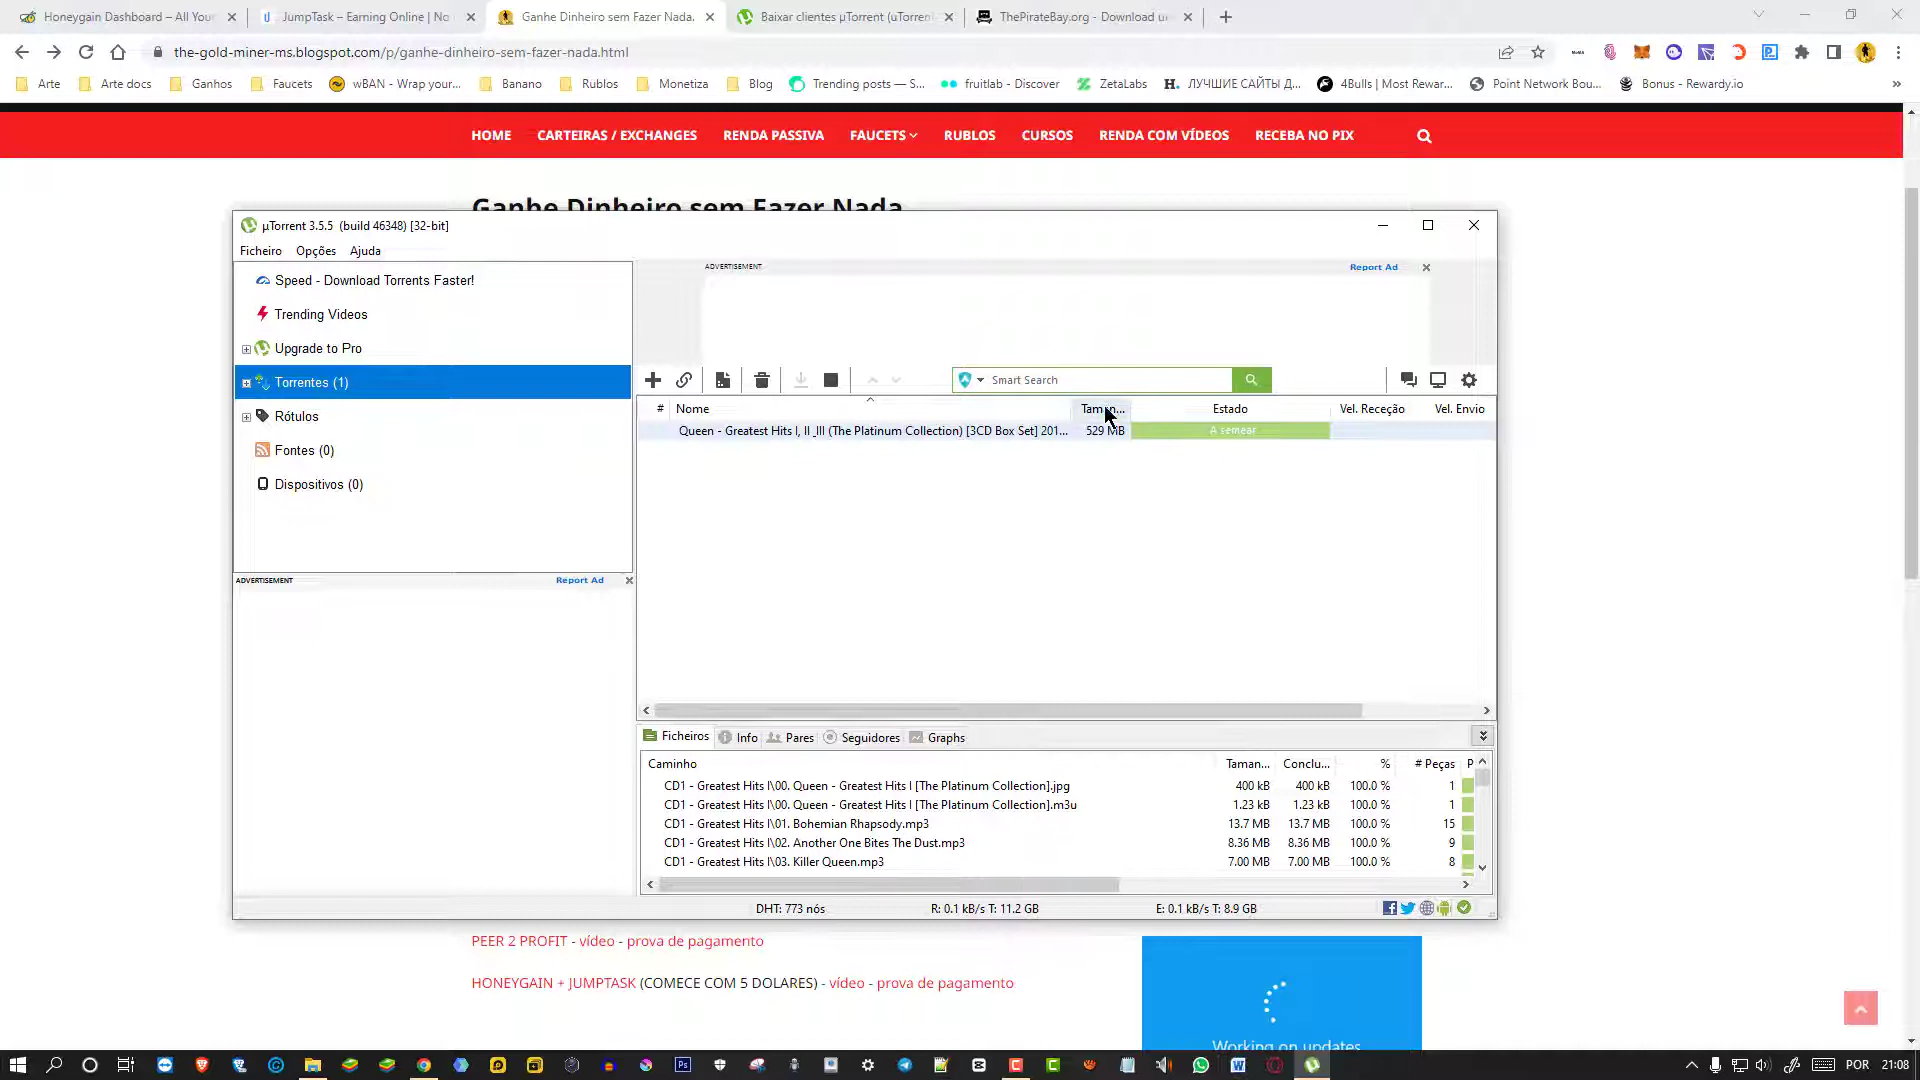 Honeygain Dashboard – All You
JumpTask – Earning Online | No
Ganhe Dinheiro sem Fazer Nada.
Baixar clientes µTorrent (uTorren
ThePirateBay.org - Download u
the-gold-miner-ms.blogspot.com/p/ganhe-dinheiro-sem-fazer-nada.html
Arte
Arte docs
Ganhos
Faucets
wBAN - Wrap your...
Banano
Rublos
Monetiza
Blog
Trending posts — S...
fruitlab - Discover
ZetaLabs
ЛУЧШИЕ САЙТЫ Д...
4Bulls | Most Rewar...
Point Network Bou...
Bonus - Rewardy.io
HOME
CARTEIRAS / EXCHANGES
RENDA PASSIVA
FAUCETS
RUBLOS
CURSOS
RENDA COM VÍDEOS
RECEBA NO PIX
Ganhe Dinheiro sem Fazer Nada
µTorrent 3.5.5 (build 46348) [32-bit]
Ficheiro Opções Ajuda
ADVERTISEMENT
Report Ad
Speed - Download Torrents Faster!
Trending Videos
Upgrade to Pro
Torrentes (1)
Rótulos
Fontes (0)
Dispositivos (0)
ADVERTISEMENT
Report Ad
Smart Search
# Nome Taman... Estado Vel. Receção Vel. Envio
Queen - Greatest Hits I, II _III (The Platinum Collection) [3CD Box Set] 201... 529 MB A semear
Ficheiros Info Pares Seguidores Graphs
Caminho Taman... Conclu... % # Peças P
CD1 - Greatest Hits I\00. Queen - Greatest Hits I [The Platinum Collection].jpg 400 kB 400 kB 100.0 % 1
CD1 - Greatest Hits I\00. Queen - Greatest Hits I [The Platinum Collection].m3u 1.23 kB 1.23 kB 100.0 % 1
CD1 - Greatest Hits I\01. Bohemian Rhapsody.mp3 13.7 MB 13.7 MB 100.0 % 15
CD1 - Greatest Hits I\02. Another One Bites The Dust.mp3 8.36 MB 8.36 MB 100.0 % 9
CD1 - Greatest Hits I\03. Killer Queen.mp3 7.00 MB 7.00 MB 100.0 % 8
DHT: 773 nós R: 0.1 kB/s T: 11.2 GB E: 0.1 kB/s T: 8.9 GB
PEER 2 PROFIT - vídeo - prova de pagamento
HONEYGAIN + JUMPTASK (COMECE COM 5 DOLARES) - vídeo - prova de pagamento
Working on updates
POR 21:08